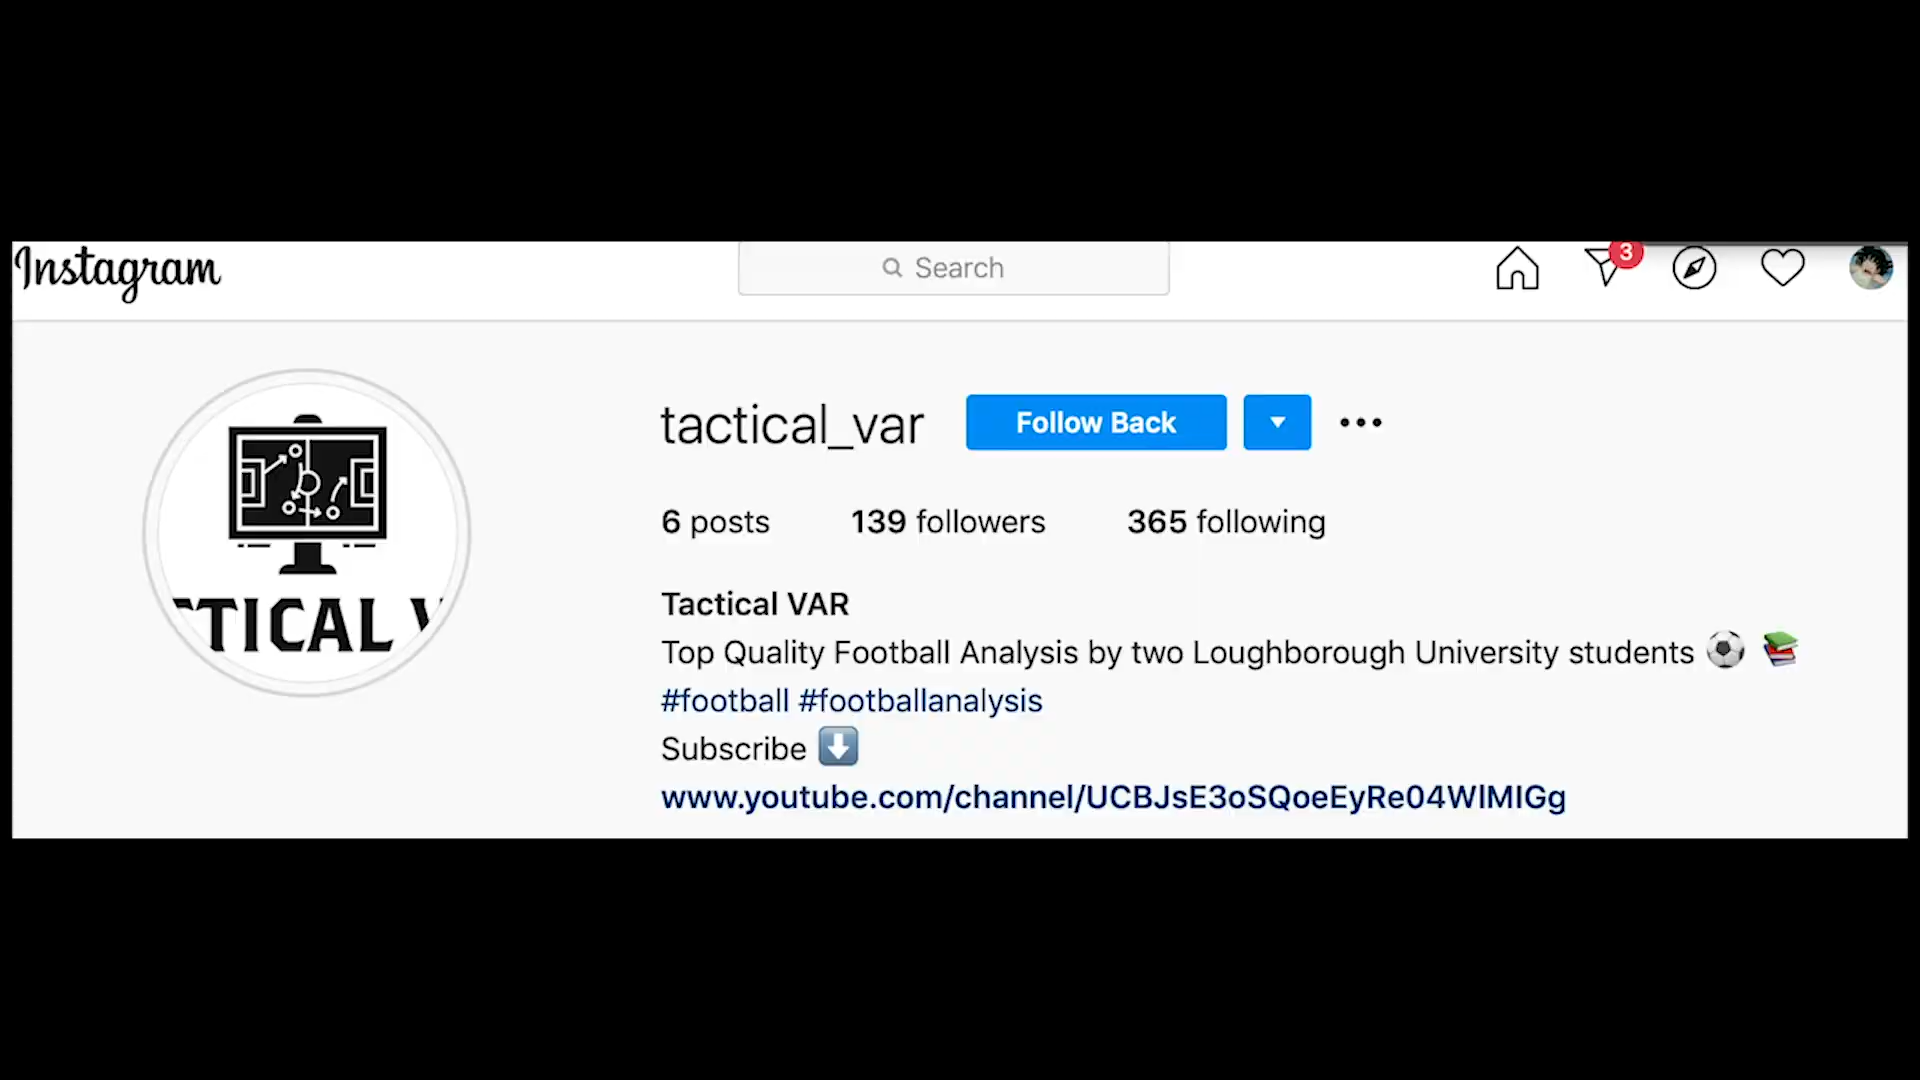 Instagram
Search
3
tactical_var
Follow Back
6 posts 139 followers 365 following
TICAL V
Tactical VAR
Top Quality Football Analysis by two Loughborough University students ⚽ 📚
#football #footballanalysis
Subscribe ⬇️
www.youtube.com/channel/UCBJsE3oSQoeEyRe04WlMIGg